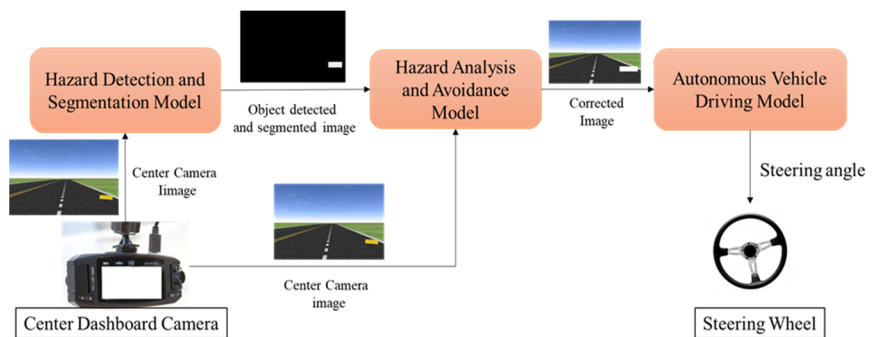 Hazard Detection and
Segmentation Model
Object detected
and segmented image
Hazard Analysis
and Avoidance
Model
Corrected
Image
Autonomous Vehicle
Driving Model
Center Camera
Iimage
Steering angle
Center Camera
image
Center Dashboard Camera
Steering Wheel